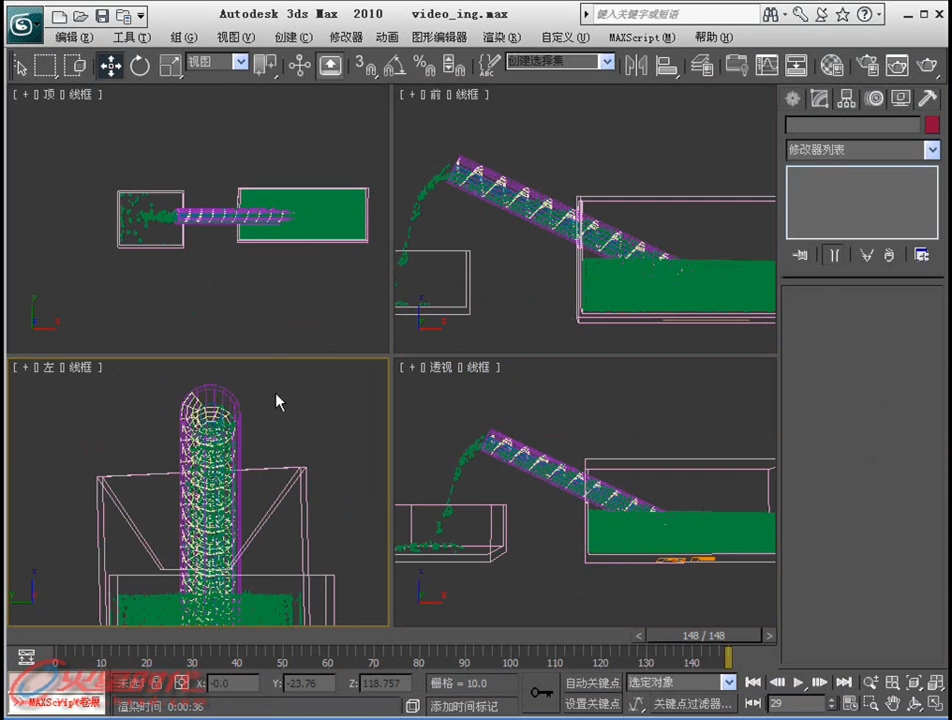 Autodesk 3ds Max 2010 video_ing.max
键入关键字或短语
编辑(E) 工具(T) 组(G) 视图(V) 创建(C) 修改器 动画 图形编辑器 渲染(R) 自定义(U) MAXScript(M) 帮助(H)
视图
创建选择集
[ + 顶 线框 ]
[ + 前 线框 ]
修改器列表
[ + 左 线框 ]
[ + 透视 线框 ]
148 / 148
0 10 20 30 40 50 60 70 80 90 100 110 120 130 140
X: -0.0 Y: -23.76 Z: 118.757 栅格 = 10.0 自动关键点 选定对象
>> MAXScript 渲染时间 0:00:36 添加时间标记 设置关键点 关键点过滤器... 29